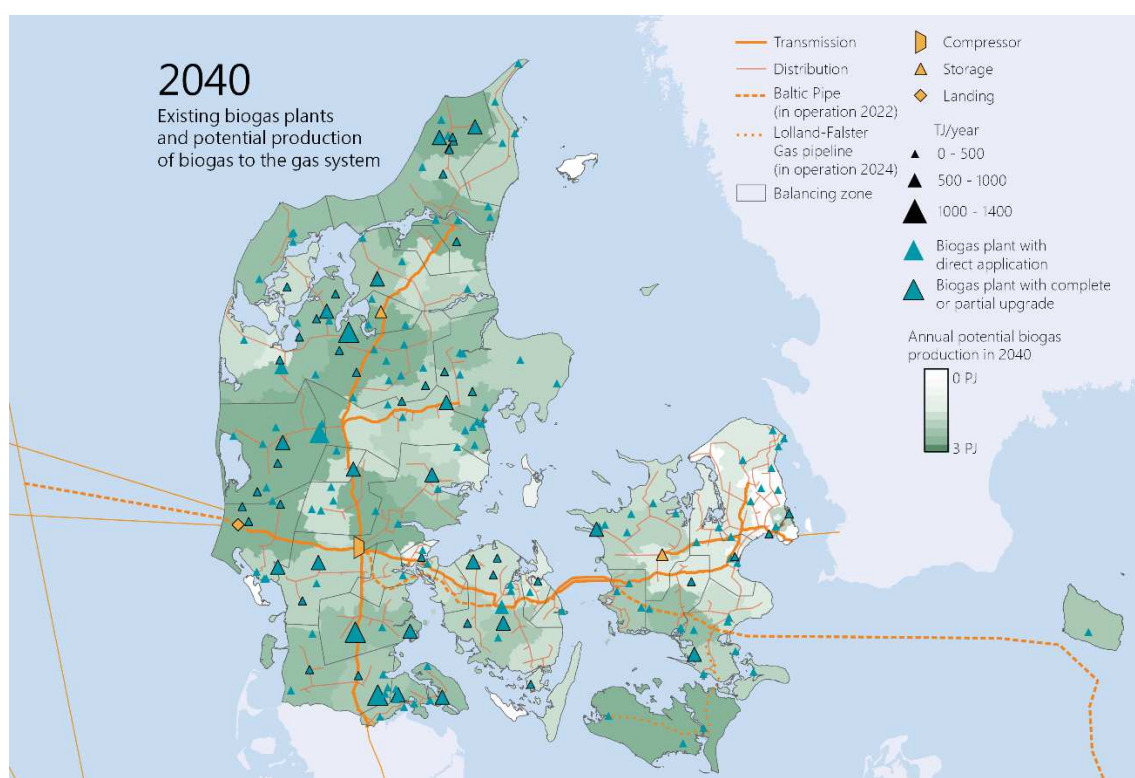 2040
Existing biogas plants
and potential production
of biogas to the gas system
Transmission
Distribution
Baltic Pipe
(in operation 2022)
Lolland-Falster
Gas pipeline
(in operation 2024)
Balancing zone
Compressor
Storage
Landing
TJ/year
0 - 500
500 - 1000
1000 - 1400
Biogas plant with
direct application
Biogas plant with complete
or partial upgrade
Annual potential biogas
production in 2040
0 PJ
3 PJ